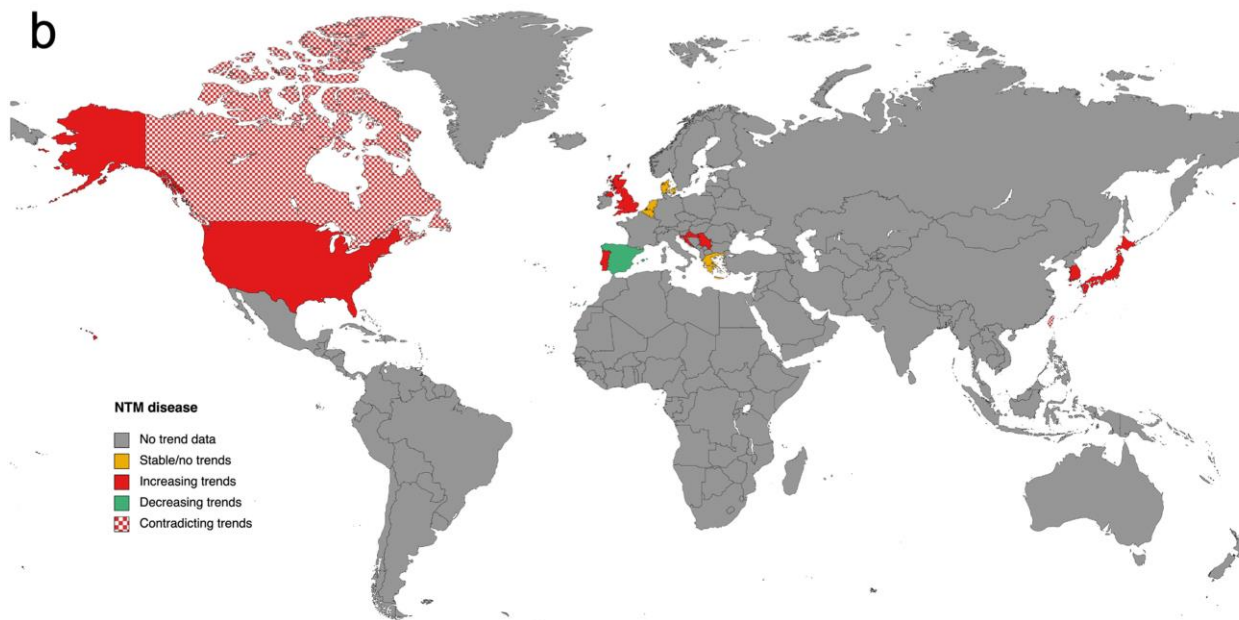 b
NTM disease
No trend data
Stable/no trends
Increasing trends
Decreasing trends
Contradicting trends